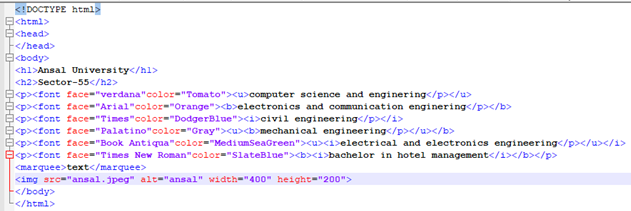 <!DOCTYPE html>
<html>
<head>
</head>
<body>
<h1>Ansal University</h1>
<h2>Sector-55</h2>
<p><font face="verdana"color="Tomato"><u>computer science and enginering</p></u>
<p><font face="Arial"color="Orange"><b>electronics and communication enginering</p></b>
<p><font face="Times"color="DodgerBlue"><i>civil engineering</p></i>
<p><font face="Palatino"color="Gray"><u><b>mechanical engineering</p></u></b>
<p><font face="Book Antiqua"color="MediumSeaGreen"><u><i>electrical and electronics engineering</p></u></i>
<p><font face="Times New Roman"color="SlateBlue"><b><i>bachelor in hotel management</i></b></p>
<marquee>text</marquee>
<img src="ansal.jpeg" alt="ansal" width="400" height="200">
</body>
</html>